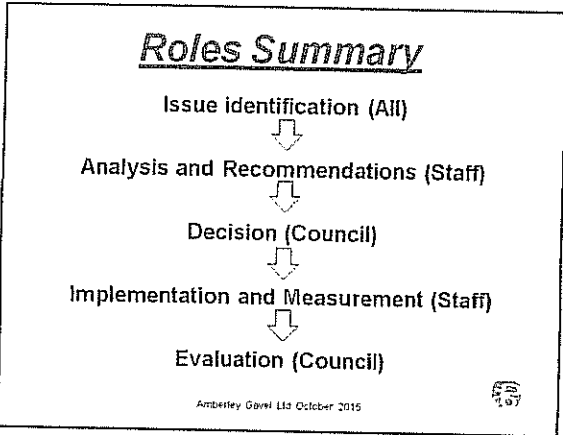 Roles Summary
Issue identification (All)
Analysis and Recommendations (Staff)
Decision (Council)
Implementation and Measurement (Staff)
Evaluation (Council)
Amberley Gavel Ltd October 2015